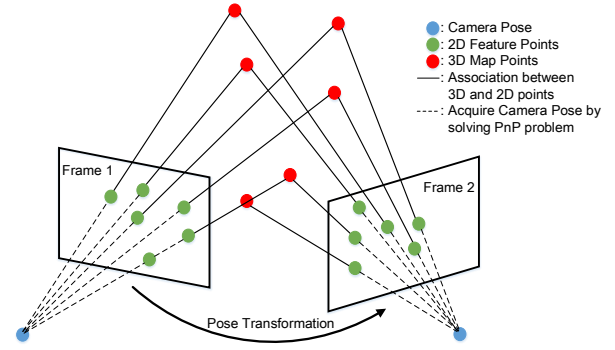 : Camera Pose
: 2D Feature Points
: 3D Map Points
: Association between
3D and 2D points
: Acquire Camera Pose by
solving PnP problem
Frame 1
Frame 2
Pose Transformation